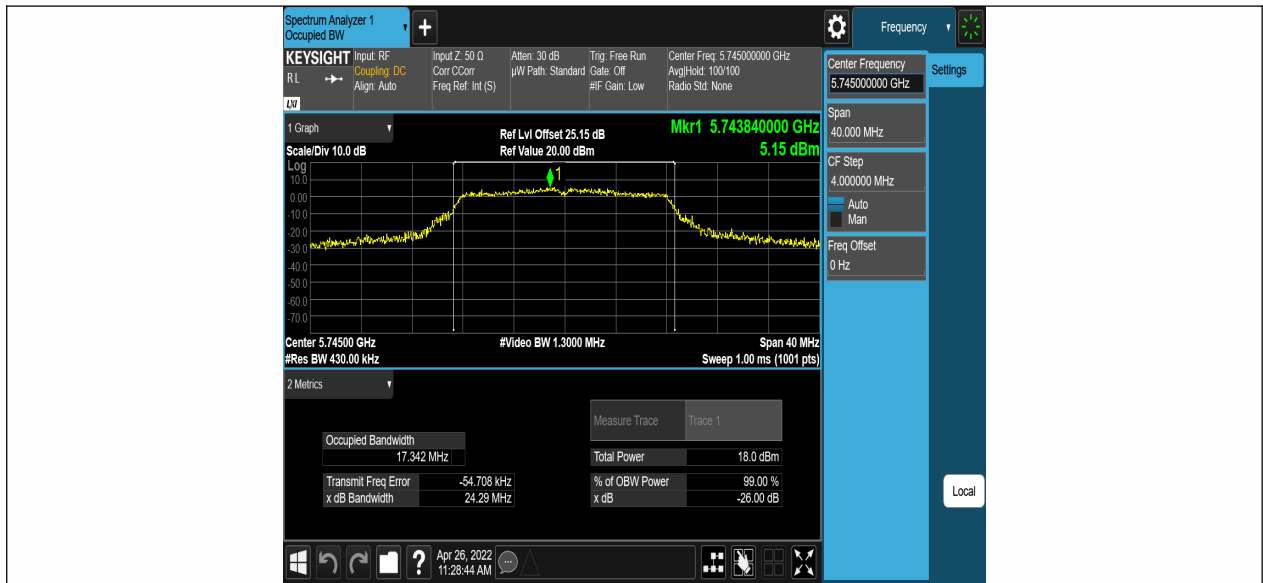 Spectrum Analyzer 1
Occupied BW
+
Frequency
KEYSIGHT
RL
LXI
Input: RF
Coupling: DC
Align: Auto
Input Z: 50 Ω
Corr CCorr
Freq Ref: Int (S)
Atten: 30 dB
µW Path: Standard
Trig: Free Run
Gate: Off
#IF Gain: Low
Center Freq: 5.745000000 GHz
Avg|Hold: 100/100
Radio Std: None
Center Frequency
5.745000000 GHz
Settings
Span
40.000 MHz
CF Step
4.000000 MHz
Auto
Man
Freq Offset
0 Hz
Local
1 Graph
Scale/Div 10.0 dB
Ref Lvl Offset 25.15 dB
Ref Value 20.00 dBm
Mkr1 5.743840000 GHz
5.15 dBm
Log
1
10.0
0.00
-10.0
-20.0
-30.0
-40.0
-50.0
-60.0
-70.0
Center 5.74500 GHz
#Video BW 1.3000 MHz
Span 40 MHz
#Res BW 430.00 kHz
Sweep 1.00 ms (1001 pts)
2 Metrics
Measure Trace
Trace 1
Occupied Bandwidth
17.342 MHz
Total Power
18.0 dBm
Transmit Freq Error
-54.708 kHz
% of OBW Power
99.00 %
x dB Bandwidth
24.29 MHz
x dB
-26.00 dB
?
Apr 26, 2022
11:28:44 AM